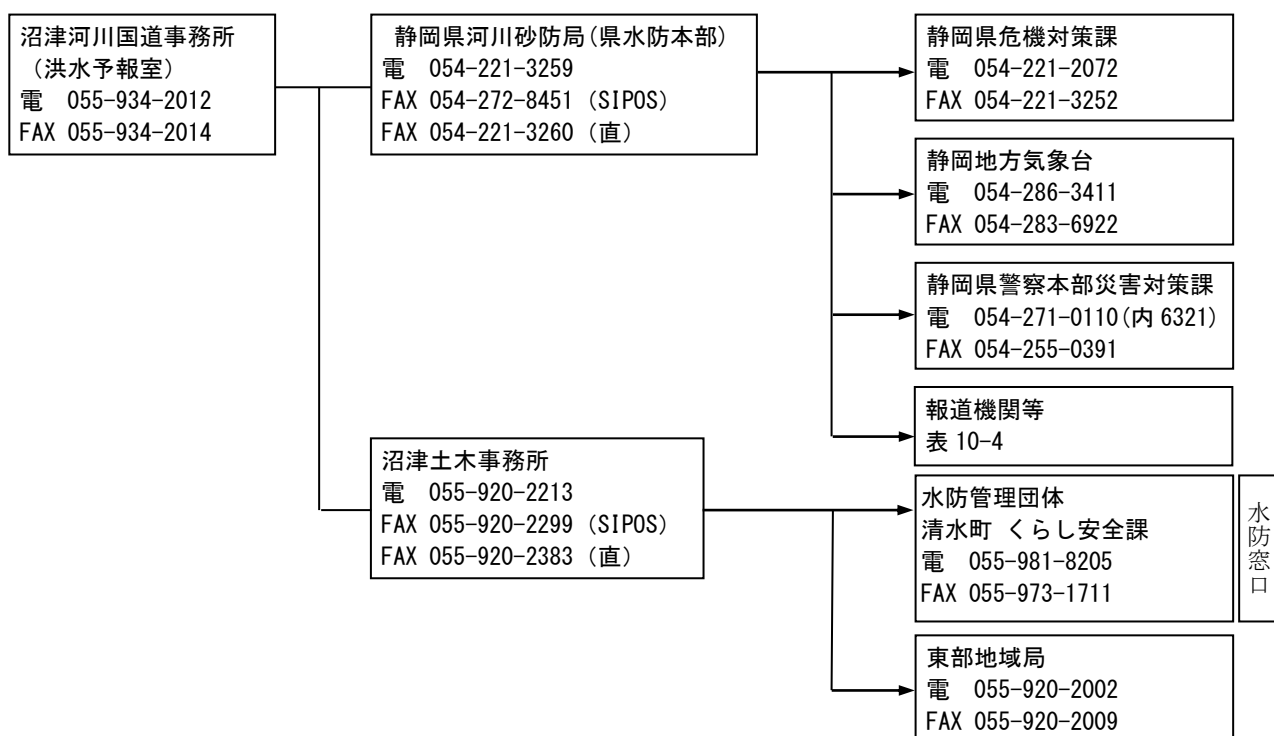 沼津河川国道事務所
（洪水予報室）
電 055-934-2012
FAX 055-934-2014
静岡県河川砂防局(県水防本部)
電 054-221-3259
FAX 054-272-8451 (SIPOS)
FAX 054-221-3260 (直)
静岡県危機対策課
電 054-221-2072
FAX 054-221-3252
静岡地方気象台
電 054-286-3411
FAX 054-283-6922
静岡県警察本部災害対策課
電 054-271-0110(内 6321)
FAX 054-255-0391
報道機関等
表 10-4
沼津土木事務所
電 055-920-2213
FAX 055-920-2299 (SIPOS)
FAX 055-920-2383 (直)
水防管理団体
清水町 くらし安全課
電 055-981-8205
FAX 055-973-1711
水防窓口
東部地域局
電 055-920-2002
FAX 055-920-2009